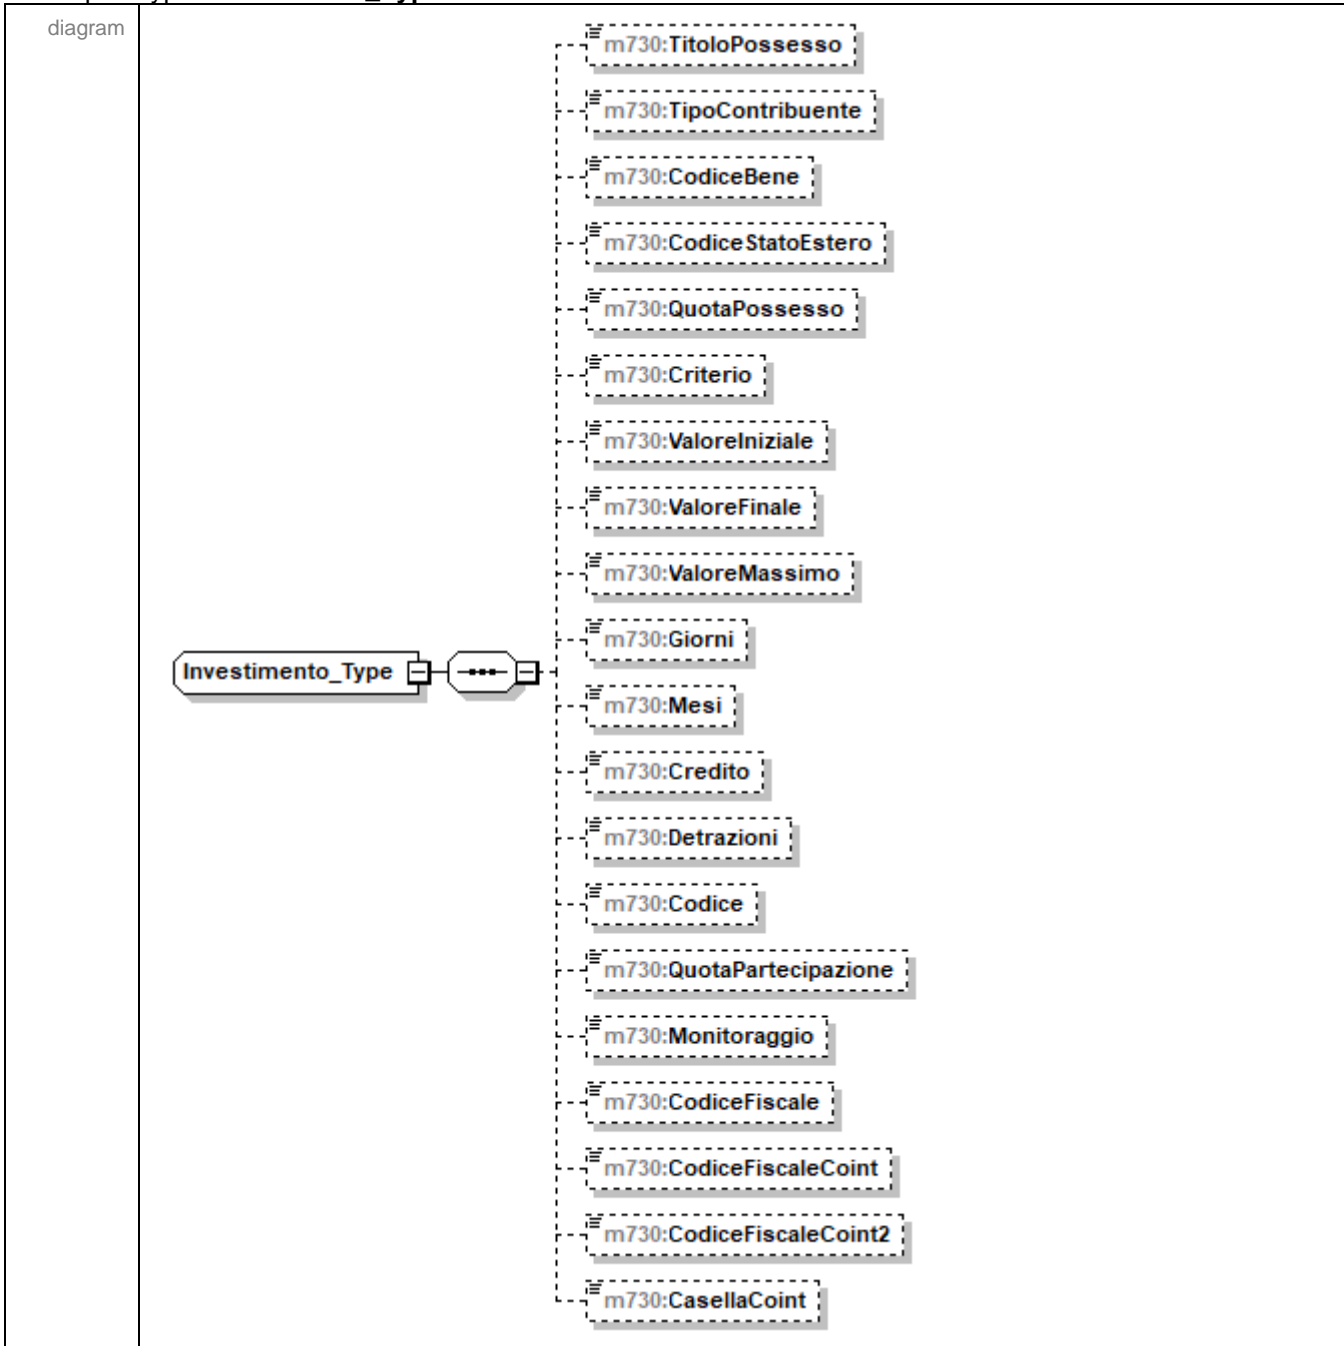 diagram
m730:TitoloPossesso
m730:TipoContribuente
m730:CodiceBene
m730:CodiceStatoEstero
m730:QuotaPossesso
m730:Criterio
m730:ValoreIniziale
m730:ValoreFinale
m730:ValoreMassimo
m730:Giorni
Investimento_Type
m730:Mesi
m730:Credito
m730:Detrazioni
m730:Codice
m730:QuotaPartecipazione
m730:Monitoraggio
m730:CodiceFiscale
m730:CodiceFiscaleCoint
m730:CodiceFiscaleCoint2
m730:CasellaCoint